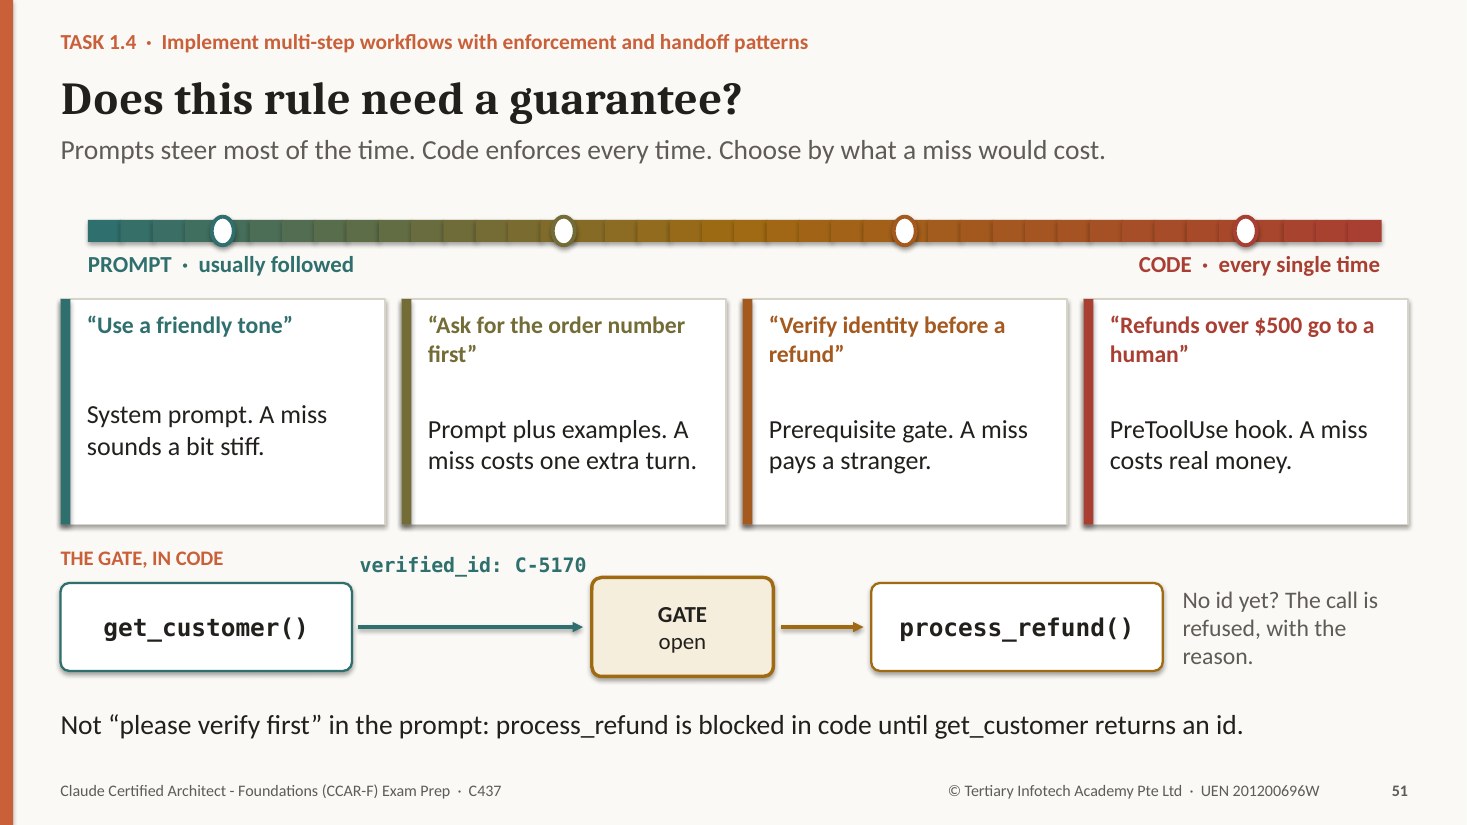 TASK 1.4 · Implement multi-step workflows with enforcement and handoff patterns
Does this rule need a guarantee?
Prompts steer most of the time. Code enforces every time. Choose by what a miss would cost.
PROMPT · usually followed
CODE · every single time
“Use a friendly tone”
System prompt. A miss
sounds a bit stiff.
“Ask for the order number
first”
Prompt plus examples. A
miss costs one extra turn.
“Verify identity before a
refund”
Prerequisite gate. A miss
pays a stranger.
“Refunds over $500 go to a
human”
PreToolUse hook. A miss
costs real money.
THE GATE, IN CODE
get_customer()
verified_id: C-5170
GATE
open
process_refund()
No id yet? The call is
refused, with the
reason.
Not “please verify first” in the prompt: process_refund is blocked in code until get_customer returns an id.
Claude Certified Architect - Foundations (CCAR-F) Exam Prep · C437
© Tertiary Infotech Academy Pte Ltd · UEN 201200696W
51